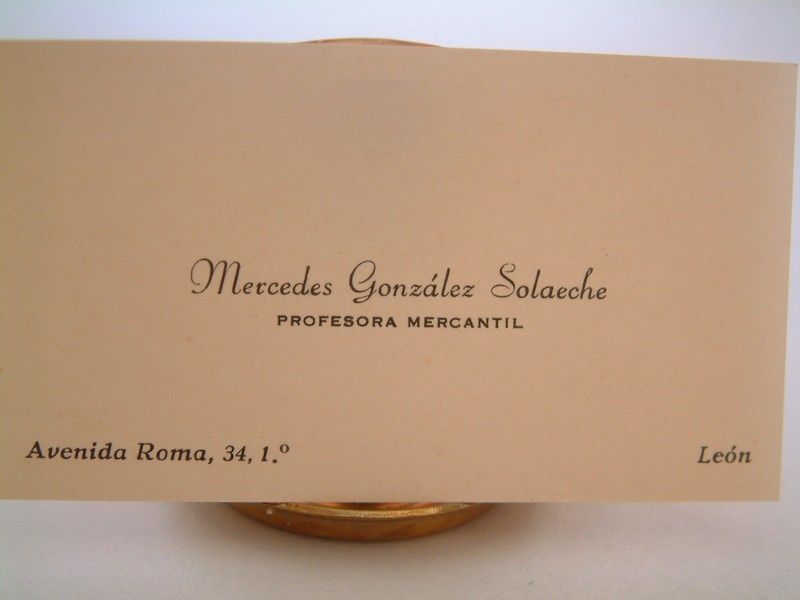 Mercedes González Solaeche
PROFESORA MERCANTIL
Avenida Roma, 34, 1.º
León